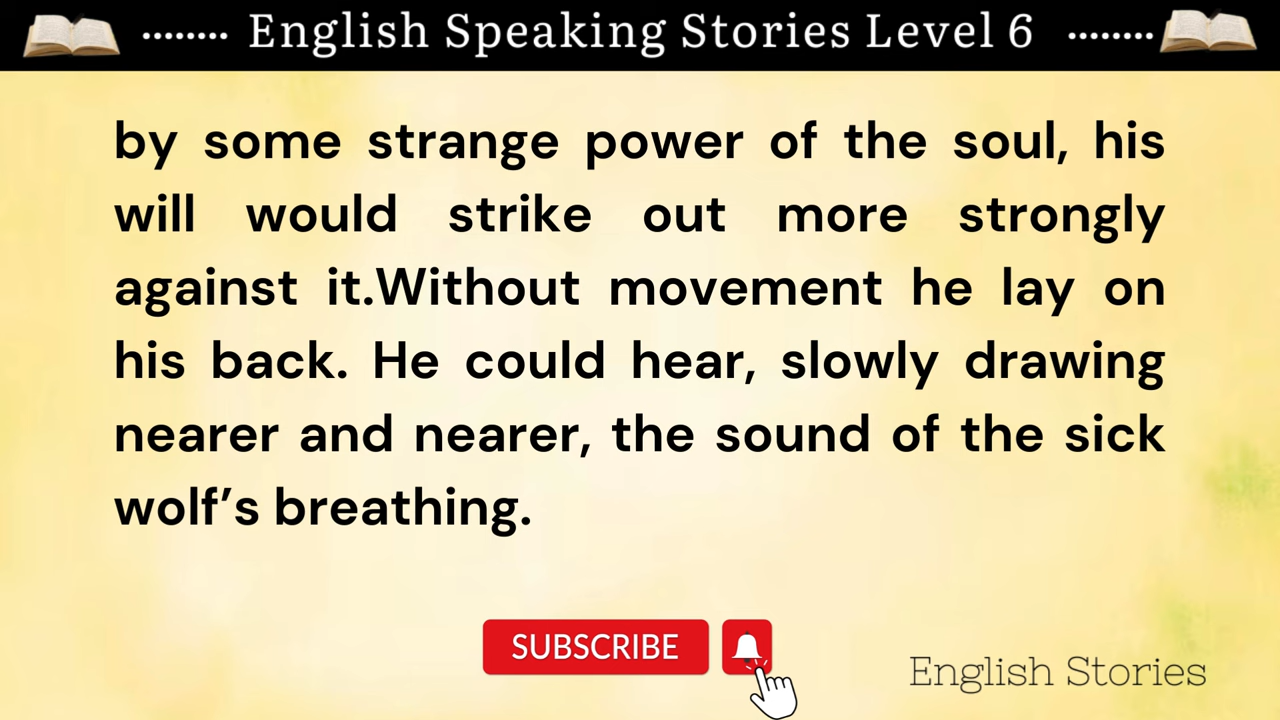 English Speaking Stories Level 6
by some strange power of the soul, his
will would strike out more strongly
against it.Without movement he lay on
his back. He could hear, slowly drawing
nearer and nearer, the sound of the sick
wolf’s breathing.
SUBSCRIBE
English Stories